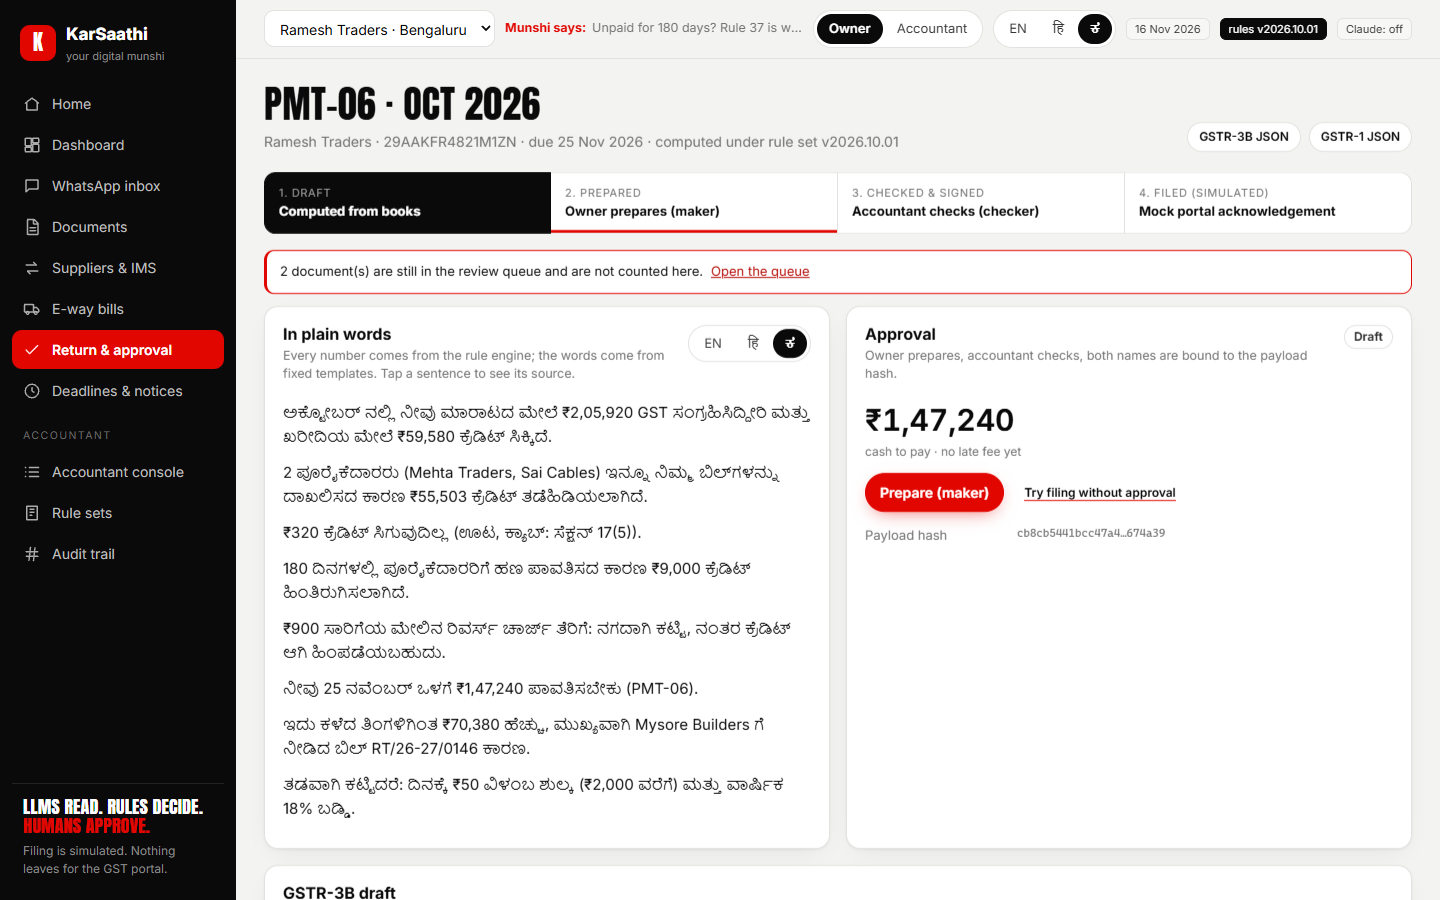 K
KarSaathi
your digital munshi
Home
Dashboard
WhatsApp inbox
Documents
Suppliers & IMS
E-way bills
Return & approval
Deadlines & notices
ACCOUNTANT
Accountant console
Rule sets
Audit trail
LLMS READ. RULES DECIDE.
HUMANS APPROVE.
Filing is simulated. Nothing
leaves for the GST portal.
Ramesh Traders · Bengaluru
Munshi says: Unpaid for 180 days? Rule 37 is w...
Owner Accountant
EN हि ಕ
16 Nov 2026
rules v2026.10.01
Claude: off
PMT-06 · OCT 2026
Ramesh Traders · 29AAKFR4821M1ZN · due 25 Nov 2026 · computed under rule set v2026.10.01
GSTR-3B JSON
GSTR-1 JSON
1. DRAFT
Computed from books
2. PREPARED
Owner prepares (maker)
3. CHECKED & SIGNED
Accountant checks (checker)
4. FILED (SIMULATED)
Mock portal acknowledgement
2 document(s) are still in the review queue and are not counted here. Open the queue
In plain words
Every number comes from the rule engine; the words come from
fixed templates. Tap a sentence to see its source.
EN हि ಕ
ಅಕ್ಟೋಬರ್ ನಲ್ಲಿ ನೀವು ಮಾರಾಟದ ಮೇಲೆ ₹2,05,920 GST ಸಂಗ್ರಹಿಸಿದ್ದೀರಿ ಮತ್ತು
ಖರೀದಿಯ ಮೇಲೆ ₹59,580 ಕ್ರೆಡಿಟ್ ಸಿಕ್ಕಿದೆ.
2 ಪೂರೈಕೆದಾರರು (Mehta Traders, Sai Cables) ಇನ್ನೂ ನಿಮ್ಮ ಬಿಲ್‌ಗಳನ್ನು
ದಾಖಲಿಸದ ಕಾರಣ ₹55,503 ಕ್ರೆಡಿಟ್ ತಡೆಹಿಡಿಯಲಾಗಿದೆ.
₹320 ಕ್ರೆಡಿಟ್ ಸಿಗುವುದಿಲ್ಲ (ಊಟ, ಕ್ಯಾಬ್: ಸೆಕ್ಷನ್ 17(5)).
180 ದಿನಗಳಲ್ಲಿ ಪೂರೈಕೆದಾರರಿಗೆ ಹಣ ಪಾವತಿಸದ ಕಾರಣ ₹9,000 ಕ್ರೆಡಿಟ್
ಹಿಂತಿರುಗಿಸಲಾಗಿದೆ.
₹900 ಸಾರಿಗೆಯ ಮೇಲಿನ ರಿವರ್ಸ್ ಚಾರ್ಜ್ ತೆರಿಗೆ: ನಗದಾಗಿ ಕಟ್ಟಿ, ನಂತರ ಕ್ರೆಡಿಟ್
ಆಗಿ ಹಿಂಪಡೆಯಬಹುದು.
ನೀವು 25 ನವೆಂಬರ್ ಒಳಗೆ ₹1,47,240 ಪಾವತಿಸಬೇಕು (PMT-06).
ಇದು ಕಳೆದ ತಿಂಗಳಿಗಿಂತ ₹70,380 ಹೆಚ್ಚು, ಮುಖ್ಯವಾಗಿ Mysore Builders ಗೆ
ನೀಡಿದ ಬಿಲ್ RT/26-27/0146 ಕಾರಣ.
ತಡವಾಗಿ ಕಟ್ಟಿದರೆ: ದಿನಕ್ಕೆ ₹50 ವಿಳಂಬ ಶುಲ್ಕ (₹2,000 ವರೆಗೆ) ಮತ್ತು ವಾರ್ಷಿಕ
18% ಬಡ್ಡಿ.
Approval
Owner prepares, accountant checks, both names are bound to the payload
hash.
Draft
₹1,47,240
cash to pay · no late fee yet
Prepare (maker)
Try filing without approval
Payload hash cb8cb5441bcc47a4…674a39
GSTR-3B draft